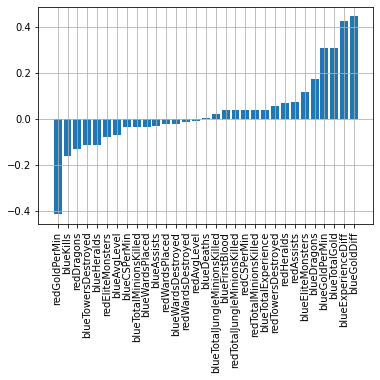 0.4
0.2
0.0
−0.2
−0.4
redGoldPerMin
blueKills
redDragons
blueTowersDestroyed
blueHeralds
redEliteMonsters
blueAvgLevel
blueCSPerMin
blueTotalMinionsKilled
blueWardsPlaced
blueAssists
redWardsPlaced
blueWardsDestroyed
redWardsDestroyed
redAvgLevel
blueDeaths
blueTotalJungleMinionsKilled
blueFirstBlood
redTotalJungleMinionsKilled
redCSPerMin
redTotalMinionsKilled
blueTotalExperience
redTowersDestroyed
redHeralds
redAssists
blueEliteMonsters
blueDragons
blueGoldPerMin
blueTotalGold
blueExperienceDiff
blueGoldDiff